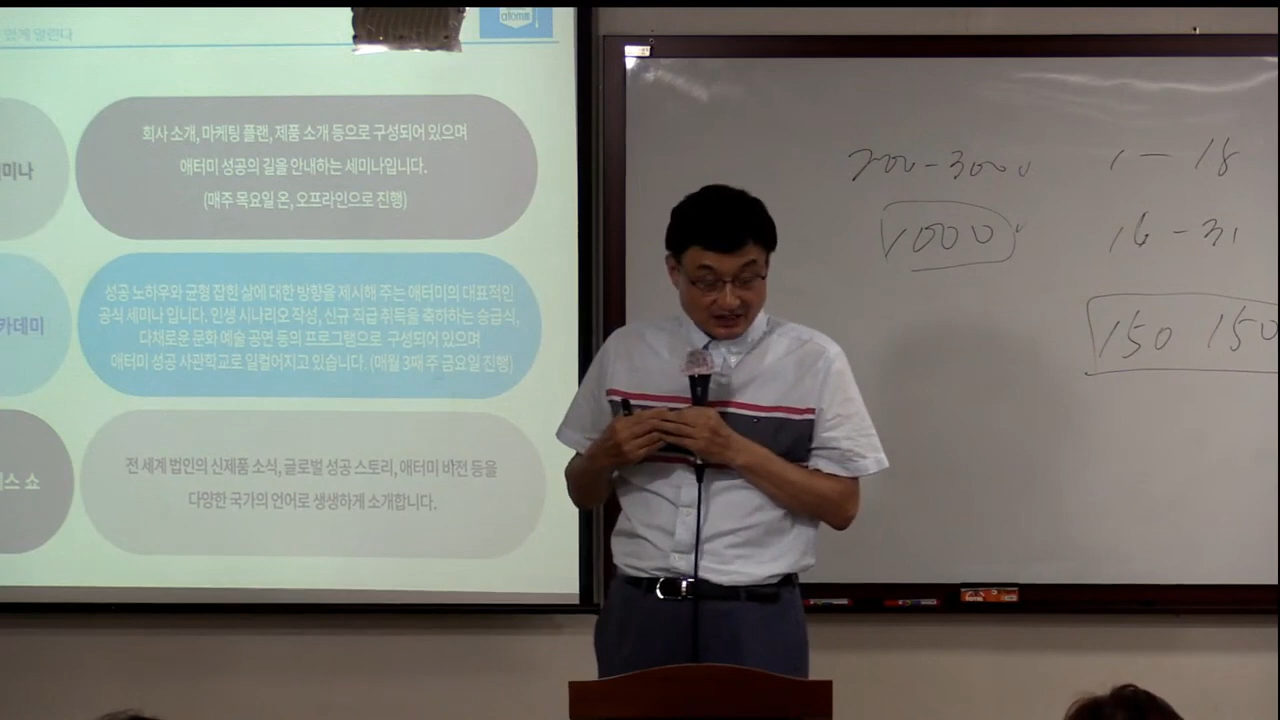 쉽게 알린다
atomy
미나
회사 소개, 마케팅 플랜, 제품 소개 등으로 구성되어 있으며
애터미 성공의 길을 안내하는 세미나입니다.
(매주 목요일 온, 오프라인으로 진행)
카데미
성공 노하우와 균형 잡힌 삶에 대한 방향을 제시해 주는 애터미의 대표적인
공식 세미나 입니다. 인생 시나리오 작성, 신규 직급 취득을 축하하는 승급식,
다채로운 문화 예술 공연 등의 프로그램으로 구성되어 있으며
애터미 성공 사관학교로 일컬어지고 있습니다. (매월 3째 주 금요일 진행)
스 쇼
전 세계 법인의 신제품 소식, 글로벌 성공 스토리, 애터미 비전 등을
다양한 국가의 언어로 생생하게 소개합니다.
200-300
1000
1 - 15
16 - 31
150 150